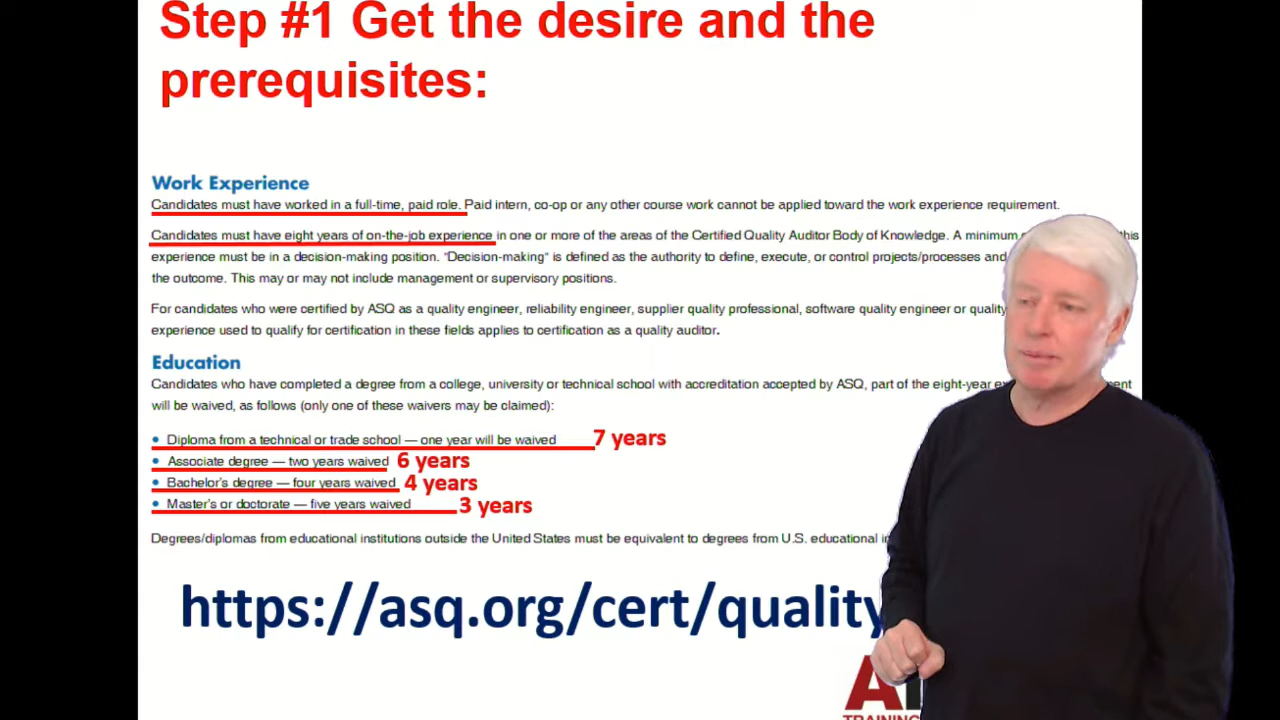 Step #1 Get the desire and the
prerequisites:
Work Experience
Candidates must have worked in a full-time, paid role. Paid intern, co-op or any other course work cannot be applied toward the work experience requirement.
Candidates must have eight years of on-the-job experience in one or more of the areas of the Certified Quality Auditor Body of Knowledge. A minimum this
experience must be in a decision-making position. "Decision-making" is defined as the authority to define, execute, or control projects/processes and
the outcome. This may or may not include management or supervisory positions.
For candidates who were certified by ASQ as a quality engineer, reliability engineer, supplier quality professional, software quality engineer or quality
experience used to qualify for certification in these fields applies to certification as a quality auditor.
Education
Candidates who have completed a degree from a college, university or technical school with accreditation accepted by ASQ, part of the eight-year
will be waived, as follows (only one of these waivers may be claimed):
• Diploma from a technical or trade school — one year will be waived 7 years
• Associate degree — two years waived 6 years
• Bachelor's degree — four years waived 4 years
• Master's or doctorate — five years waived 3 years
Degrees/diplomas from educational institutions outside the United States must be equivalent to degrees from U.S. educational
https://asq.org/cert/quality
TRAINING